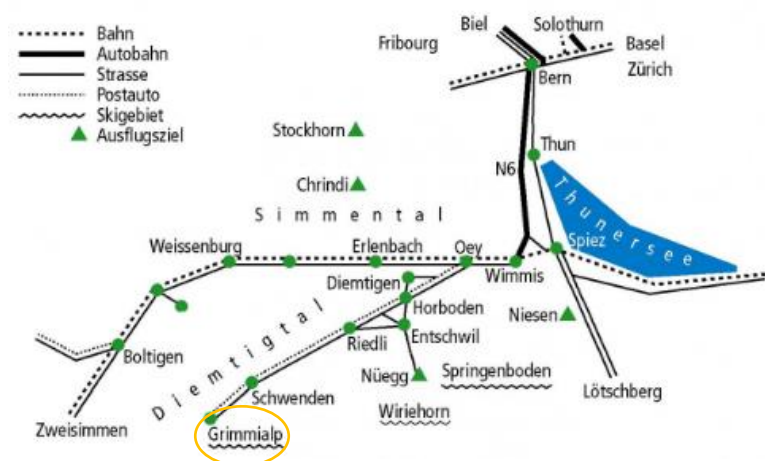 Bahn
Autobahn
Strasse
Postauto
Skigebiet
Ausflugsziel
Biel
Solothurn
Fribourg
Basel
Zürich
Bern
Stockhorn
Thun
Chrindi
N6
Thunersee
Simmental
Weissenburg
Erlenbach
Oey
Spiez
Wimmis
Diemtigen
Horboden
Niesen
Diemtigtal
Riedli
Entschwil
Boltigen
Nüegg
Springenboden
Schwenden
Lötschberg
Wiriehorn
Zweisimmen
Grimmialp